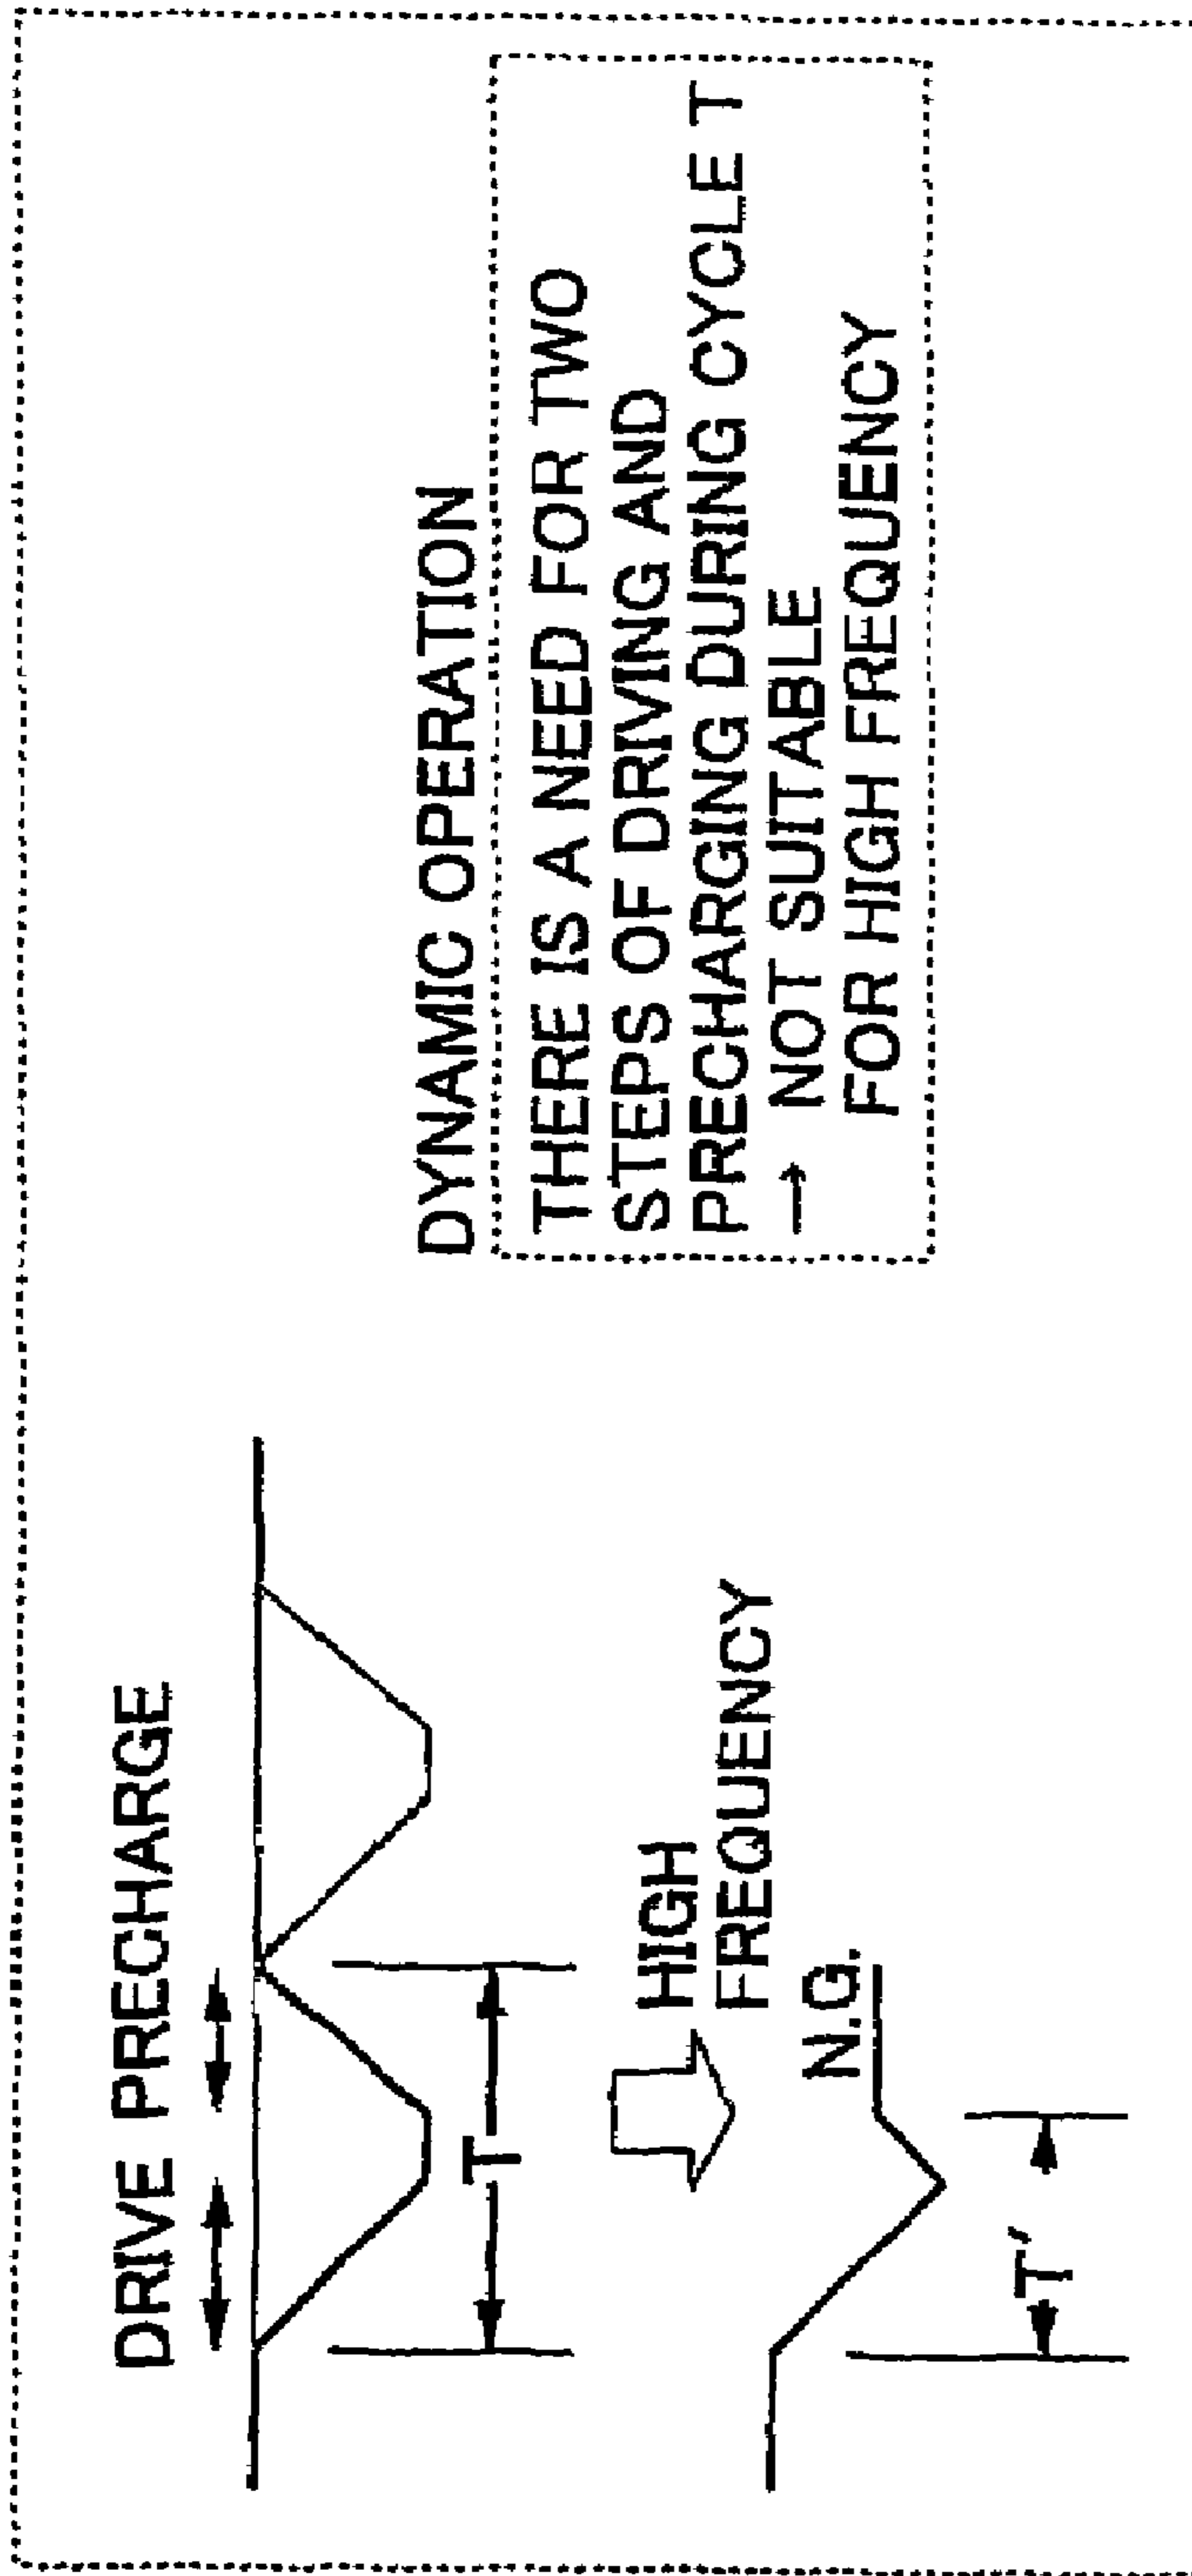 DRIVE PRECHARGE
T
HIGH
FREQUENCY
N.G.
T'
DYNAMIC OPERATION
THERE IS A NEED FOR TWO
STEPS OF DRIVING AND
PRECHARGING DURING CYCLE T
→ NOT SUITABLE
FOR HIGH FREQUENCY